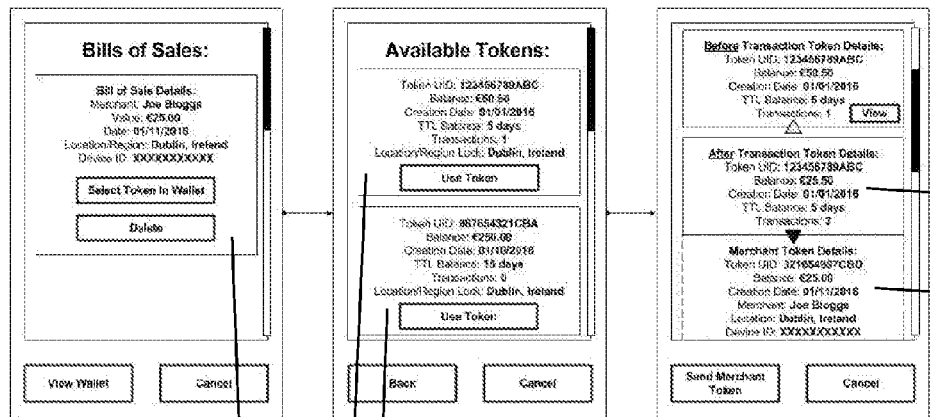 Bills of Sales:
Bill of Sale Details:
Merchant: Joe Bloggs
Value: €25.00
Date: 01/11/2016
Location/Region: Dublin, Ireland
Device ID: XXXXXXXXXXX
Select Token in Wallet
Delete
View Wallet
Cancel
Available Tokens:
Token UID: 123456789ABC
Balance: €50.50
Creation Date: 01/01/2016
TTL Balance: 5 days
Transactions: 1
Location/Region Lock: Dublin, Ireland
Use Token
Token UID: 987654321CBA
Balance: €250.00
Creation Date: 01/10/2016
TTL Balance: 15 days
Transactions: 0
Location/Region Lock: Dublin, Ireland
Use Token
Back
Cancel
Before Transaction Token Details:
Token UID: 123456789ABC
Balance: €50.50
Creation Date: 01/01/2016
TTL Balance: 5 days
Transactions: 1
View
After Transaction Token Details:
Token UID: 123456789ABC
Balance: €25.50
Creation Date: 01/01/2016
TTL Balance: 5 days
Transactions:
Merchant Token Details:
Token UID:
Balance: €25.00
Creation Date: 01/11/2016
Merchant: Joe Bloggs
Location: Dublin, Ireland
Device ID: XXXXXXXXXXX
Send Merchant
Token
Cancel